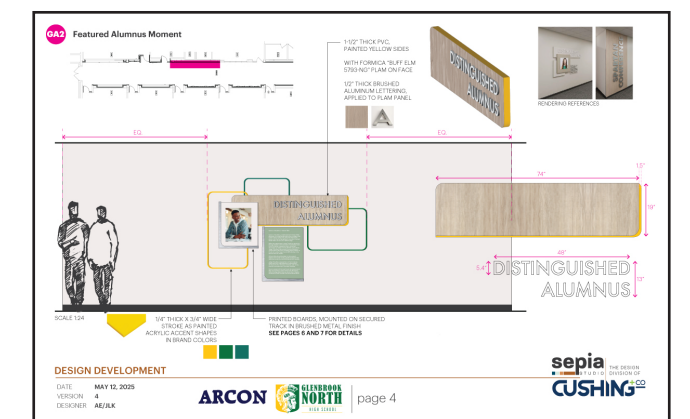 GA2 Featured Alumnus Moment
1-1/2" THICK PVC.
PAINTED YELLOW SIDES
WITH FORMICA "BUFF ELM
5793-NG" PLAM ON FACE
1/2" THICK BRUSHED
ALUMINUM LETTERING,
APPLIED TO PLAM PANEL
A
DISTINGUISHED
ALUMNUS
RENDERING REFERENCES
EQ.
EQ.
DISTINGUISHED
ALUMNUS
74"
1.5"
19"
48"
5.4"
13"
DISTINGUISHED
ALUMNUS
SCALE 1:24
1/4" THICK X 3/4" WIDE
STROKE AS PAINTED
ACRYLIC ACCENT SHAPES
IN BRAND COLORS
PRINTED BOARDS, MOUNTED ON SECURED
TRACK IN BRUSHED METAL FINISH
SEE PAGES 6 AND 7 FOR DETAILS
DESIGN DEVELOPMENT
DATE MAY 12, 2025
VERSION 4
DESIGNER AE/JLK
ARCON
GLENBROOK
NORTH
HIGH SCHOOL
page 4
sepia
STUDIO
THE DESIGN
DIVISION OF
CUSHING +CO